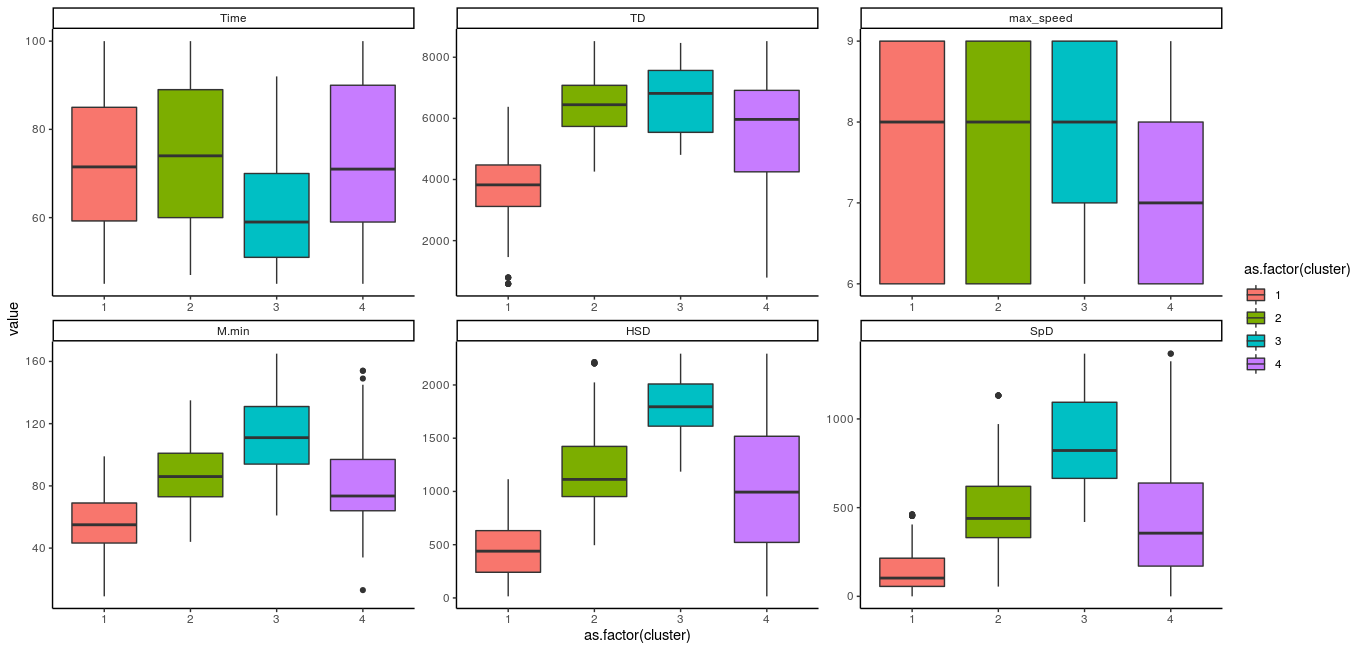 Time TD max_speed
100
80
60
1 2 3 4
8000
6000
4000
2000
1 2 3 4
9
8
7
6
1 2 3 4
value
M.min HSD SpD
160
120
80
40
1 2 3 4
2000
1500
1000
500
0
1 2 3 4
1000
500
0
1 2 3 4
as.factor(cluster)
as.factor(cluster)
1
2
3
4